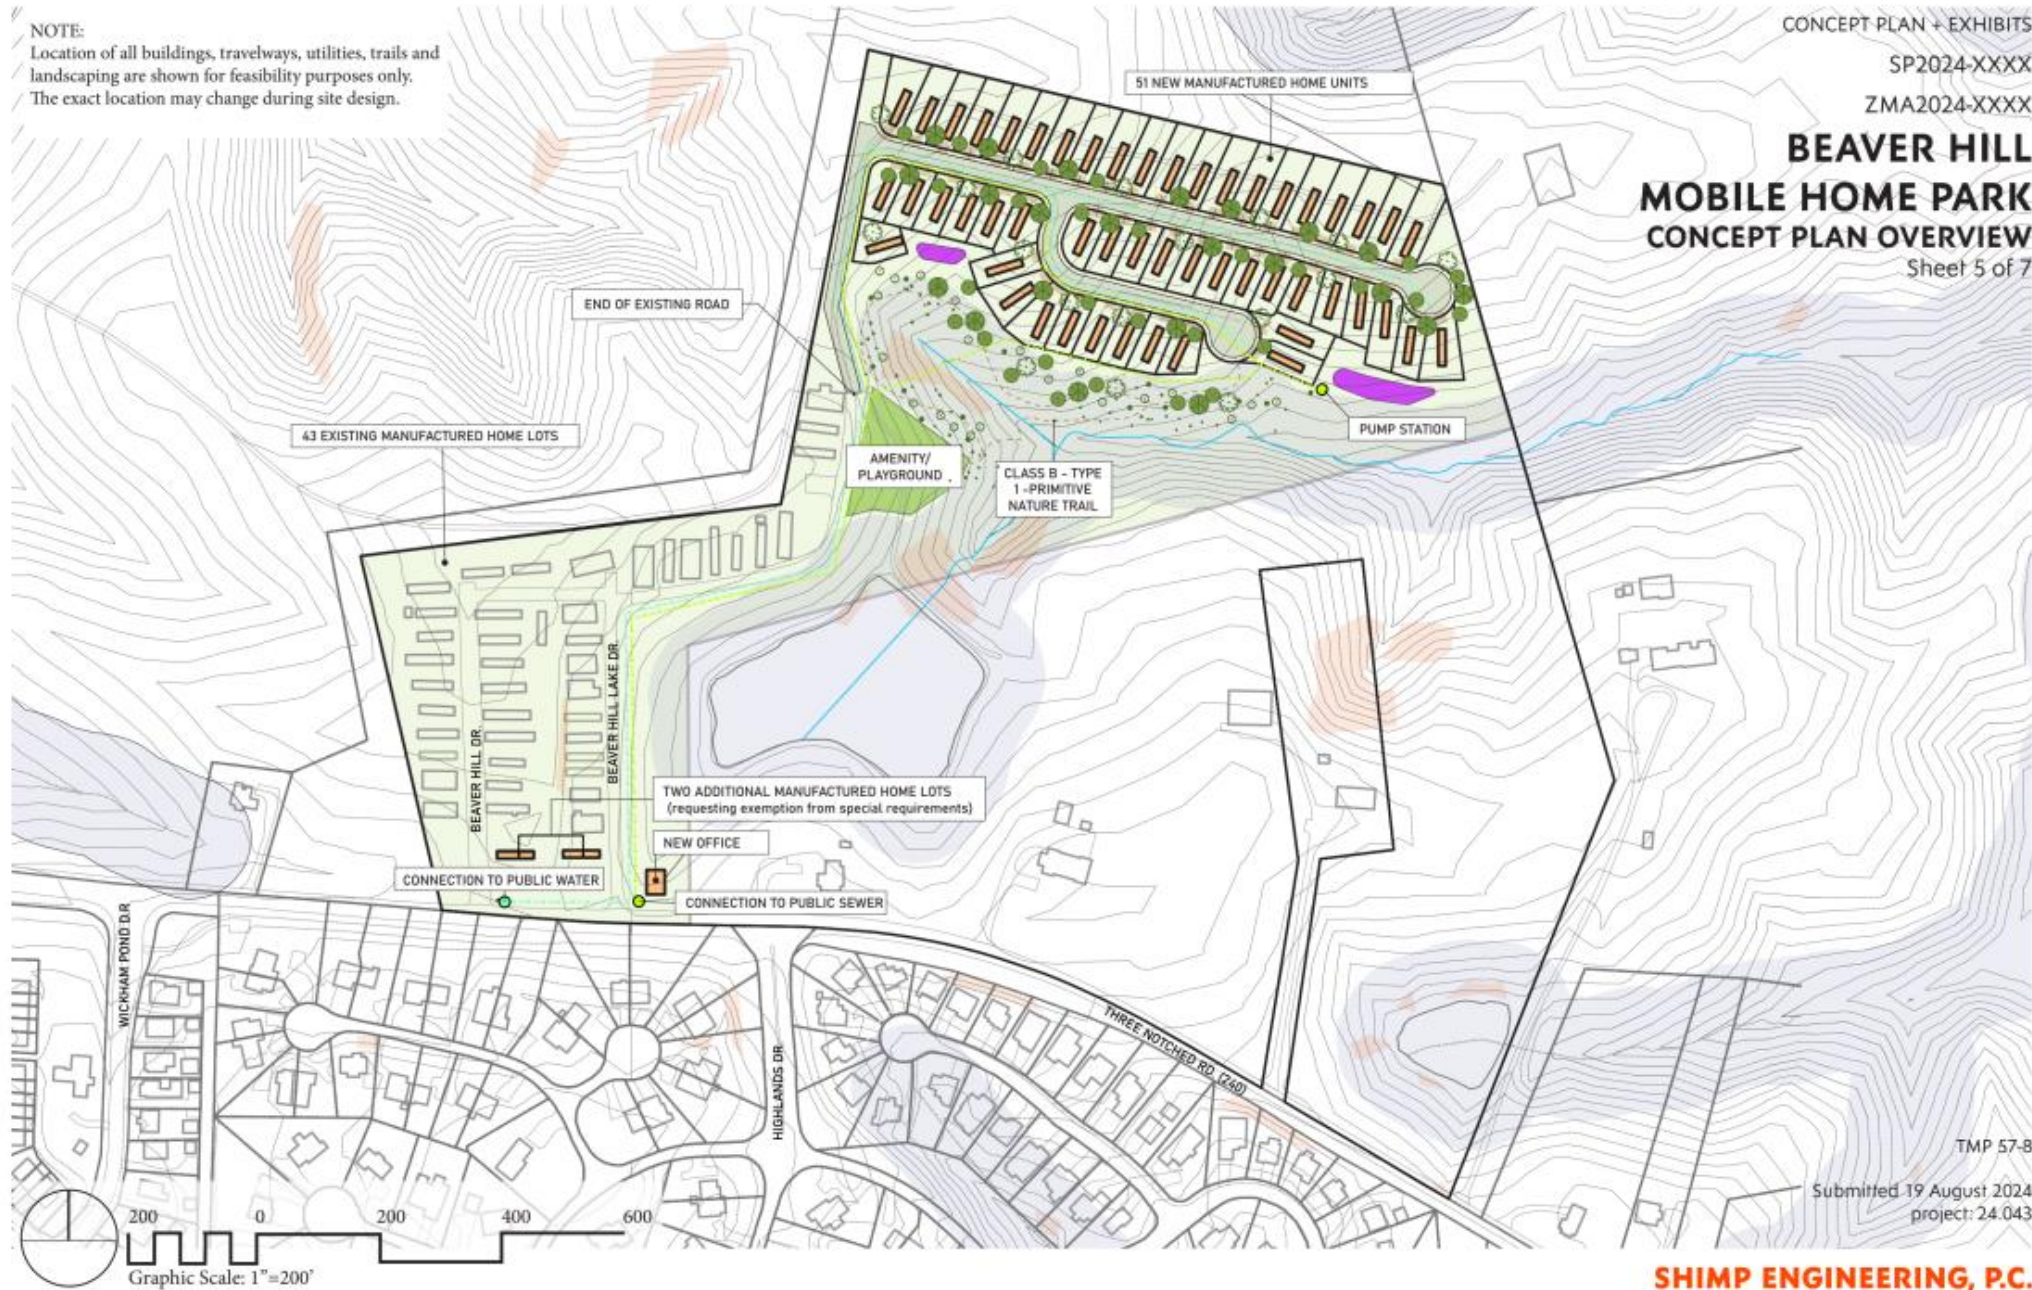 NOTE:
Location of all buildings, travelways, utilities, trails and
landscaping are shown for feasibility purposes only.
The exact location may change during site design.
CONCEPT PLAN + EXHIBITS
SP2024-XXXX
ZMA2024-XXXX
BEAVER HILL
MOBILE HOME PARK
CONCEPT PLAN OVERVIEW
Sheet 5 of 7
51 NEW MANUFACTURED HOME UNITS
END OF EXISTING ROAD
43 EXISTING MANUFACTURED HOME LOTS
AMENITY/
PLAYGROUND
CLASS B - TYPE
1 -PRIMITIVE
NATURE TRAIL
PUMP STATION
BEAVER HILL DR.
BEAVER HILL LAKE DR.
TWO ADDITIONAL MANUFACTURED HOME LOTS
(requesting exemption from special requirements)
NEW OFFICE
CONNECTION TO PUBLIC WATER
CONNECTION TO PUBLIC SEWER
WICKHAM POND D.R
HIGHLANDS DR
THREE NOTCHED RD. (240)
TMP 57-8
Submitted 19 August 2024
project: 24.043
200 0 200 400 600
Graphic Scale: 1"=200'
SHIMP ENGINEERING, P.C.